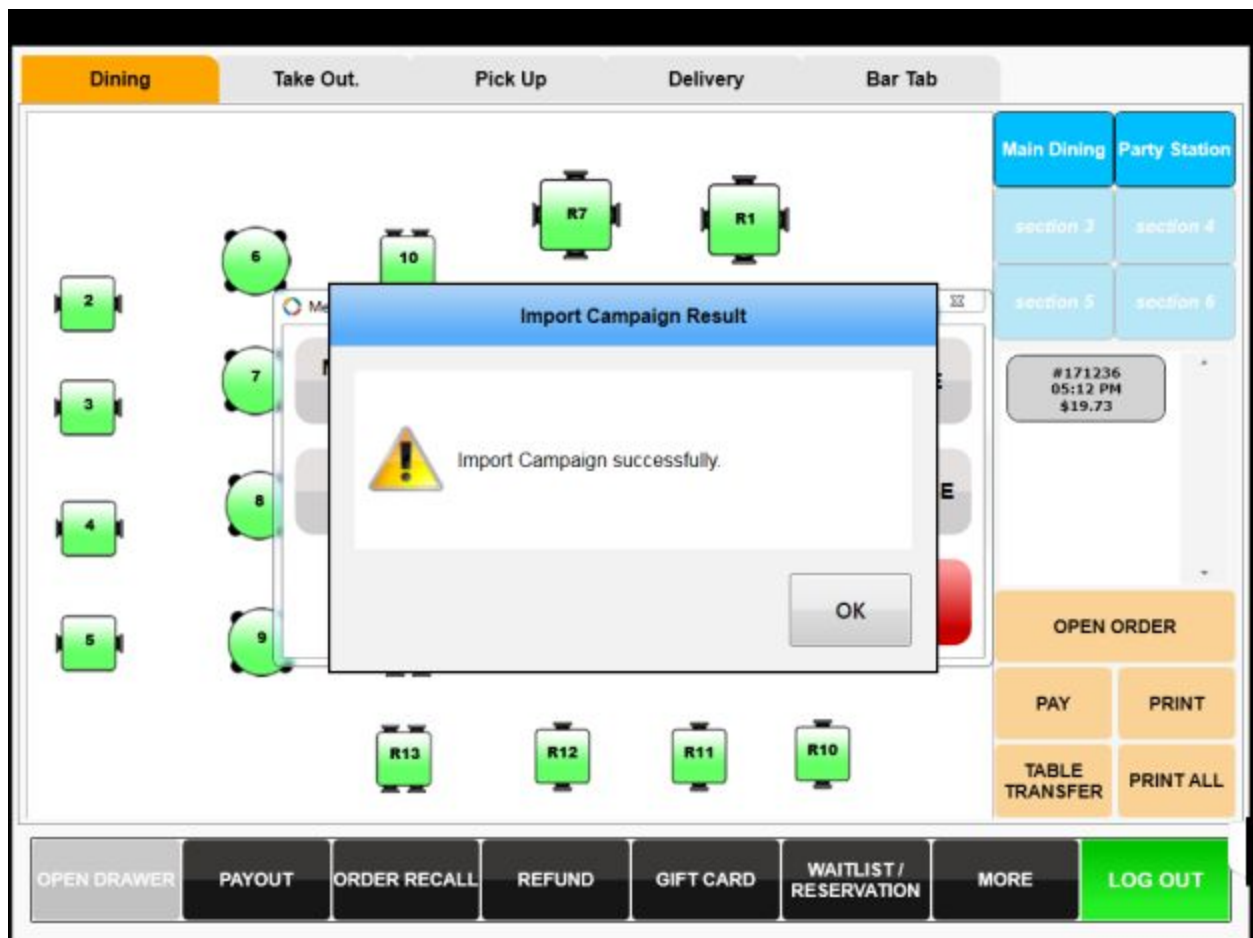 Dining
Take Out.
Pick Up
Delivery
Bar Tab
Main Dining
Party Station
section 3
section 4
section 5
section 6
R7
R1
6
10
2
7
3
8
4
9
5
Me
Import Campaign Result
Import Campaign successfully.
OK
E
#171236
05:12 PM
$19.73
OPEN ORDER
PAY
PRINT
TABLE
TRANSFER
PRINT ALL
R13
R12
R11
R10
OPEN DRAWER
PAYOUT
ORDER RECALL
REFUND
GIFT CARD
WAITLIST /
RESERVATION
MORE
LOG OUT